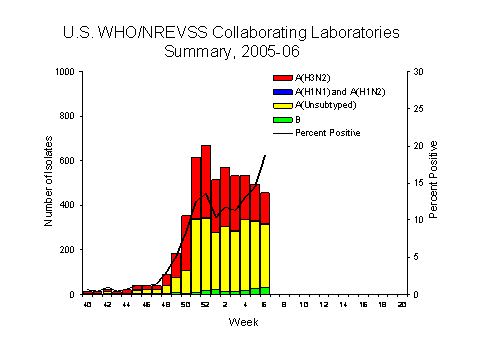 U.S. WHO/NREVSS Collaborating Laboratories
Summary, 2005-06
1000 30
A(H3N2)
A(H1N1) and A(H1N2)
A(Unsubtyped)
B
Percent Positive
800 25
600 20
400 15
200 10
0 5
0
Number of Isolates
Percent Positive
40 42 44 46 48 50 52 2 4 6 8 10 12 14 16 18 20
Week